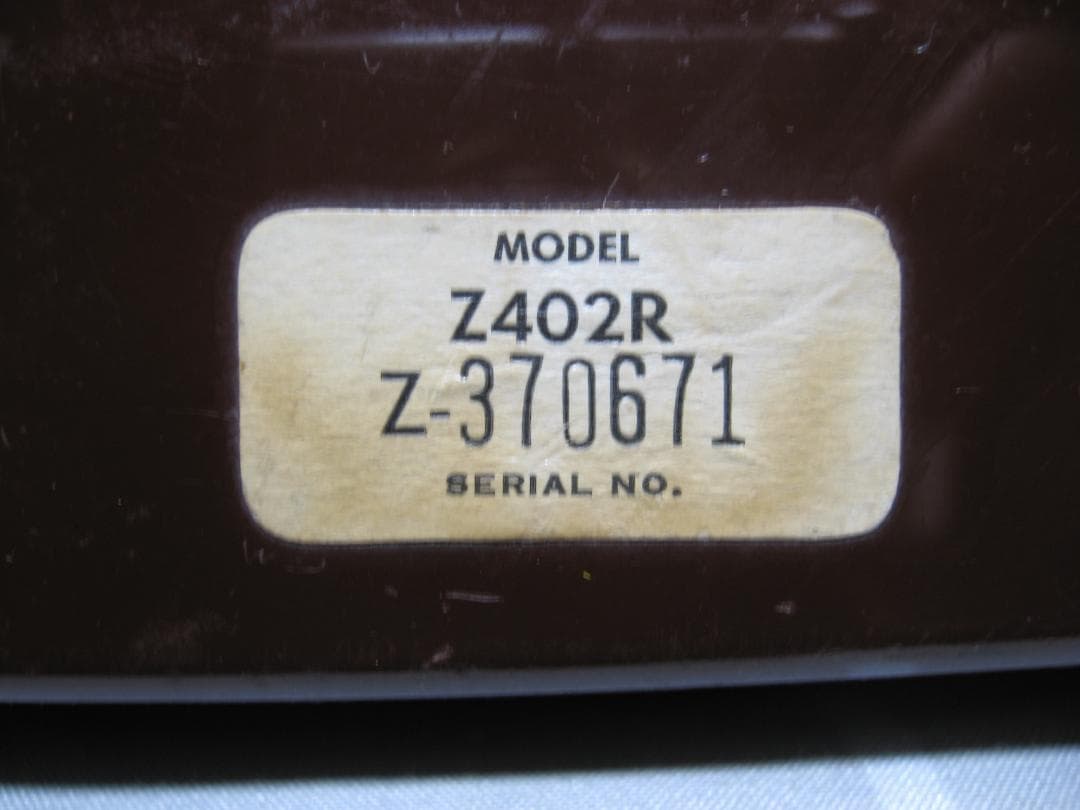 MODEL
Z402R
Z-370671
SERIAL NO.